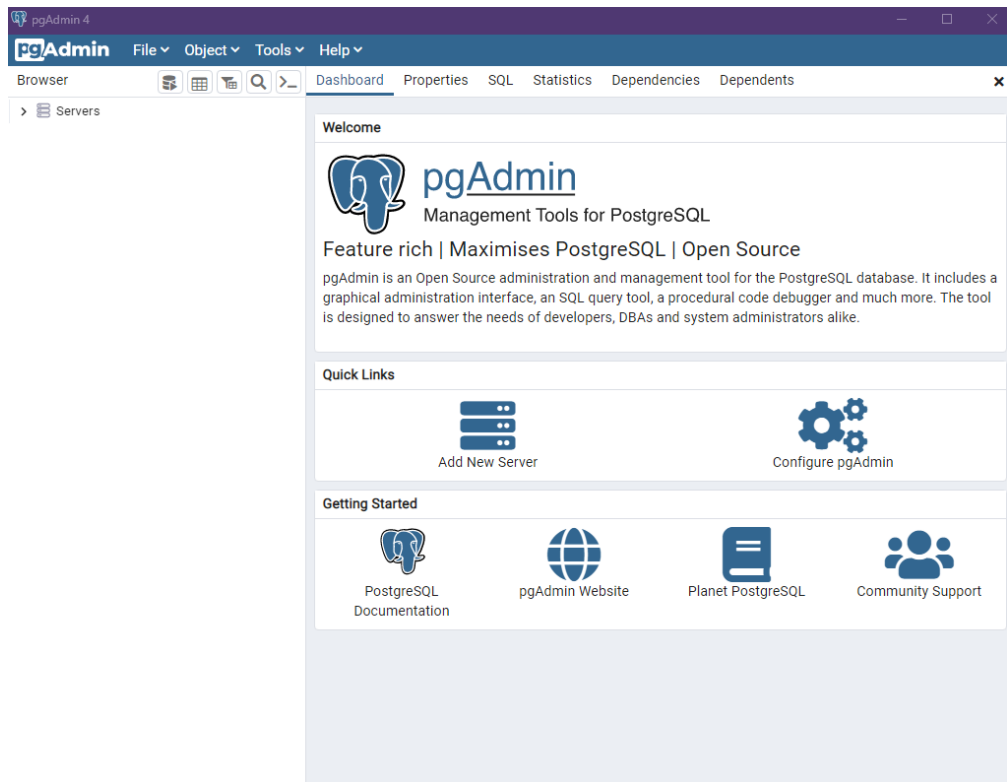 pgAdmin 4
pgAdmin File Object Tools Help
Browser
Dashboard Properties SQL Statistics Dependencies Dependents
Servers
Welcome
pgAdmin
Management Tools for PostgreSQL
Feature rich | Maximises PostgreSQL | Open Source
pgAdmin is an Open Source administration and management tool for the PostgreSQL database. It includes a
graphical administration interface, an SQL query tool, a procedural code debugger and much more. The tool
is designed to answer the needs of developers, DBAs and system administrators alike.
Quick Links
Add New Server
Configure pgAdmin
Getting Started
PostgreSQL
Documentation
pgAdmin Website
Planet PostgreSQL
Community Support